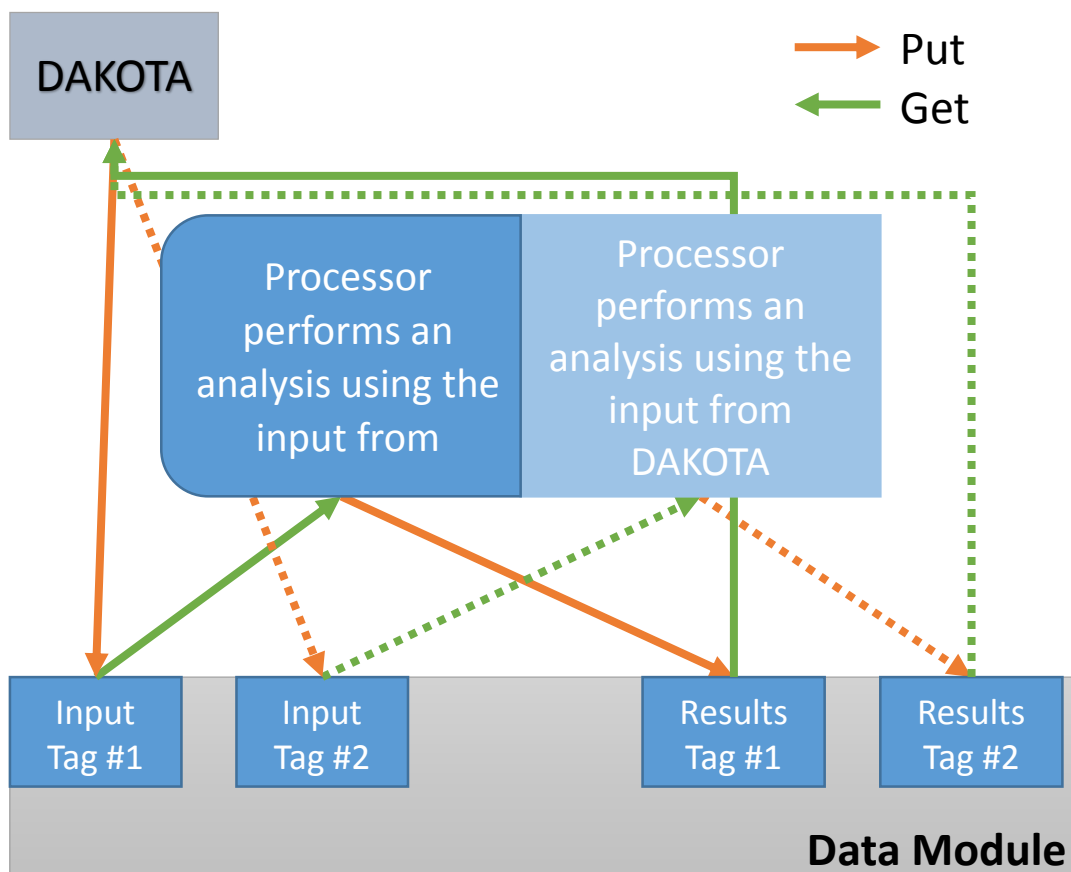 DAKOTA
Put
Get
Processor
performs an
analysis using the
input from
Processor
performs an
analysis using the
input from
DAKOTA
Input
Tag #1
Input
Tag #2
Results
Tag #1
Results
Tag #2
Data Module